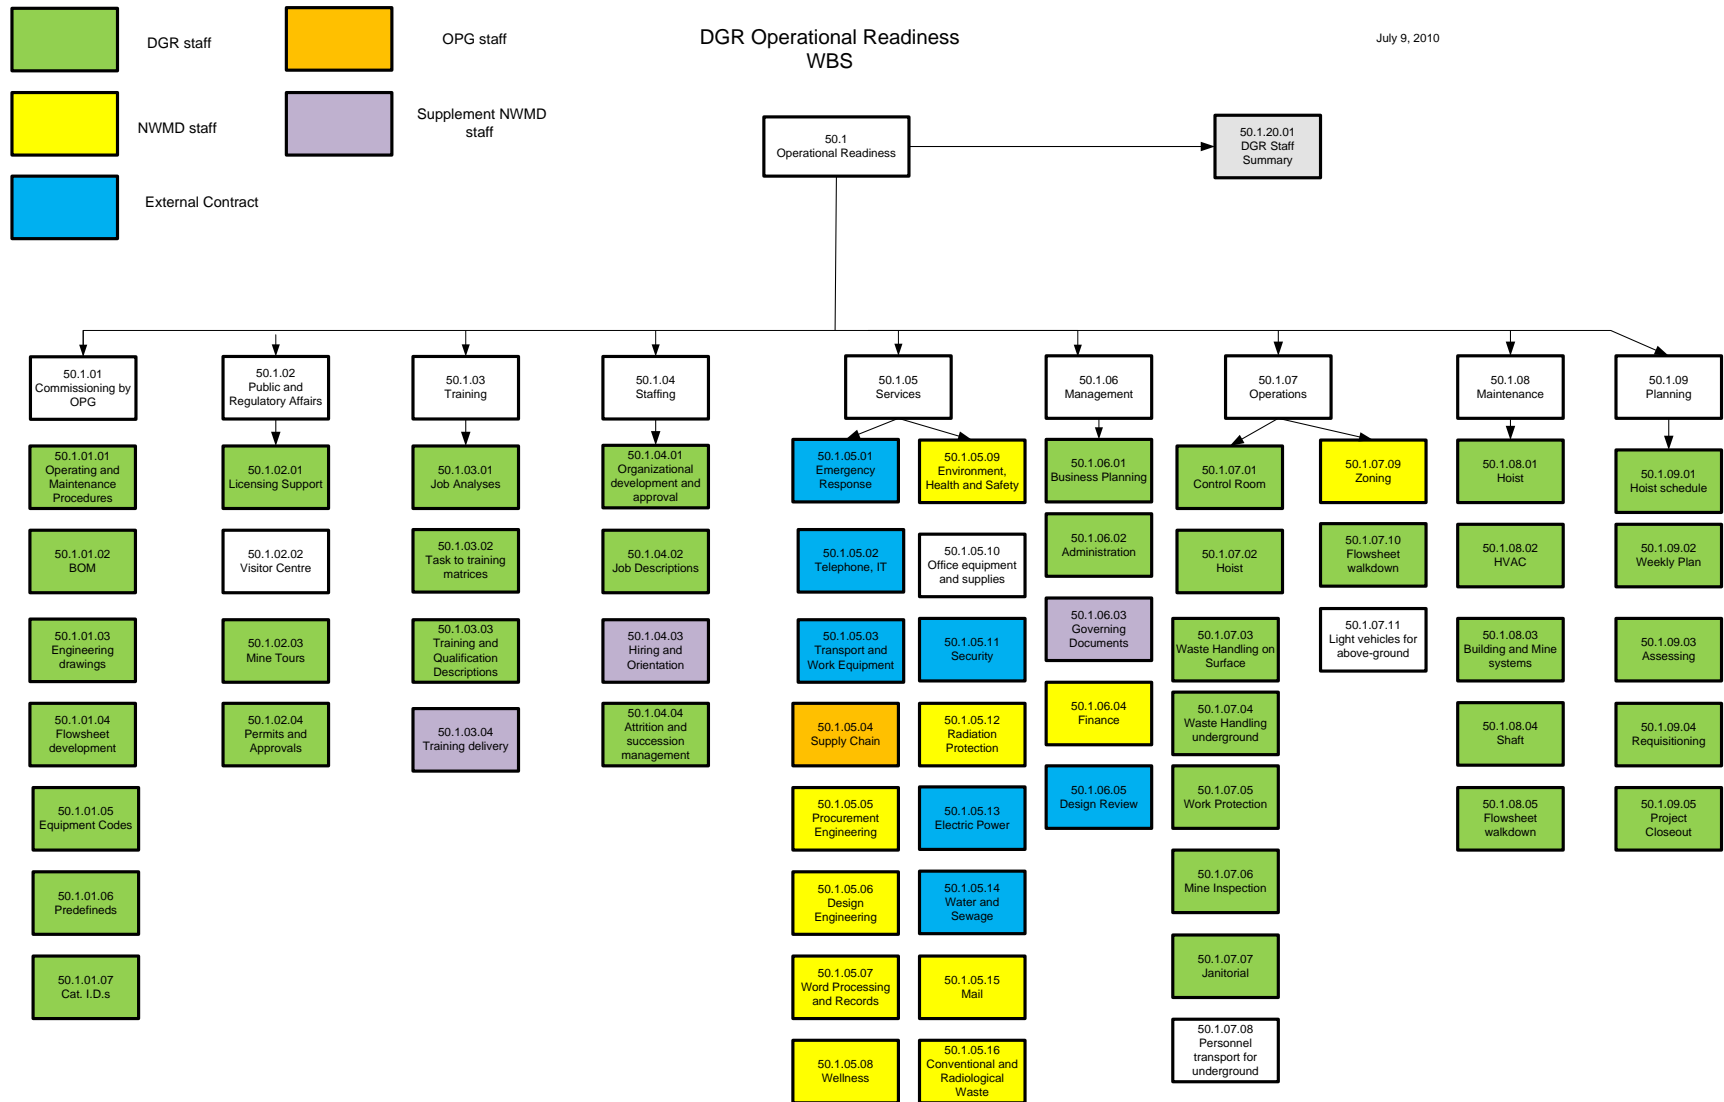 DGR staff
OPG staff
DGR Operational Readiness
WBS
July 9, 2010
NWMD staff
Supplement NWMD
staff
External Contract
50.1
Operational Readiness
50.1.20.01
DGR Staff
Summary
50.1.01
Commissioning by
OPG
50.1.02
Public and
Regulatory Affairs
50.1.03
Training
50.1.04
Staffing
50.1.05
Services
50.1.06
Management
50.1.07
Operations
50.1.08
Maintenance
50.1.09
Planning
50.1.01.01
Operating and
Maintenance
Procedures
50.1.01.02
BOM
50.1.01.03
Engineering
drawings
50.1.01.04
Flowsheet
development
50.1.01.05
Equipment Codes
50.1.01.06
Predefineds
50.1.01.07
Cat. I.D.s
50.1.02.01
Licensing Support
50.1.02.02
Visitor Centre
50.1.02.03
Mine Tours
50.1.02.04
Permits and
Approvals
50.1.03.01
Job Analyses
50.1.03.02
Task to training
matrices
50.1.03.03
Training and
Qualification
Descriptions
50.1.03.04
Training delivery
50.1.04.01
Organizational
development and
approval
50.1.04.02
Job Descriptions
50.1.04.03
Hiring and
Orientation
50.1.04.04
Attrition and
succession
management
50.1.05.01
Emergency
Response
50.1.05.02
Telephone, IT
50.1.05.03
Transport and
Work Equipment
50.1.05.04
Supply Chain
50.1.05.05
Procurement
Engineering
50.1.05.06
Design
Engineering
50.1.05.07
Word Processing
and Records
50.1.05.08
Wellness
50.1.05.09
Environment,
Health and Safety
50.1.05.10
Office equipment
and supplies
50.1.05.11
Security
50.1.05.12
Radiation
Protection
50.1.05.13
Electric Power
50.1.05.14
Water and
Sewage
50.1.05.15
Mail
50.1.05.16
Conventional and
Radiological
Waste
50.1.06.01
Business Planning
50.1.06.02
Administration
50.1.06.03
Governing
Documents
50.1.06.04
Finance
50.1.06.05
Design Review
50.1.07.01
Control Room
50.1.07.02
Hoist
50.1.07.03
Waste Handling on
Surface
50.1.07.04
Waste Handling
underground
50.1.07.05
Work Protection
50.1.07.06
Mine Inspection
50.1.07.07
Janitorial
50.1.07.08
Personnel
transport for
underground
50.1.07.09
Zoning
50.1.07.10
Flowsheet
walkdown
50.1.07.11
Light vehicles for
above-ground
50.1.08.01
Hoist
50.1.08.02
HVAC
50.1.08.03
Building and Mine
systems
50.1.08.04
Shaft
50.1.08.05
Flowsheet
walkdown
50.1.09.01
Hoist schedule
50.1.09.02
Weekly Plan
50.1.09.03
Assessing
50.1.09.04
Requisitioning
50.1.09.05
Project
Closeout